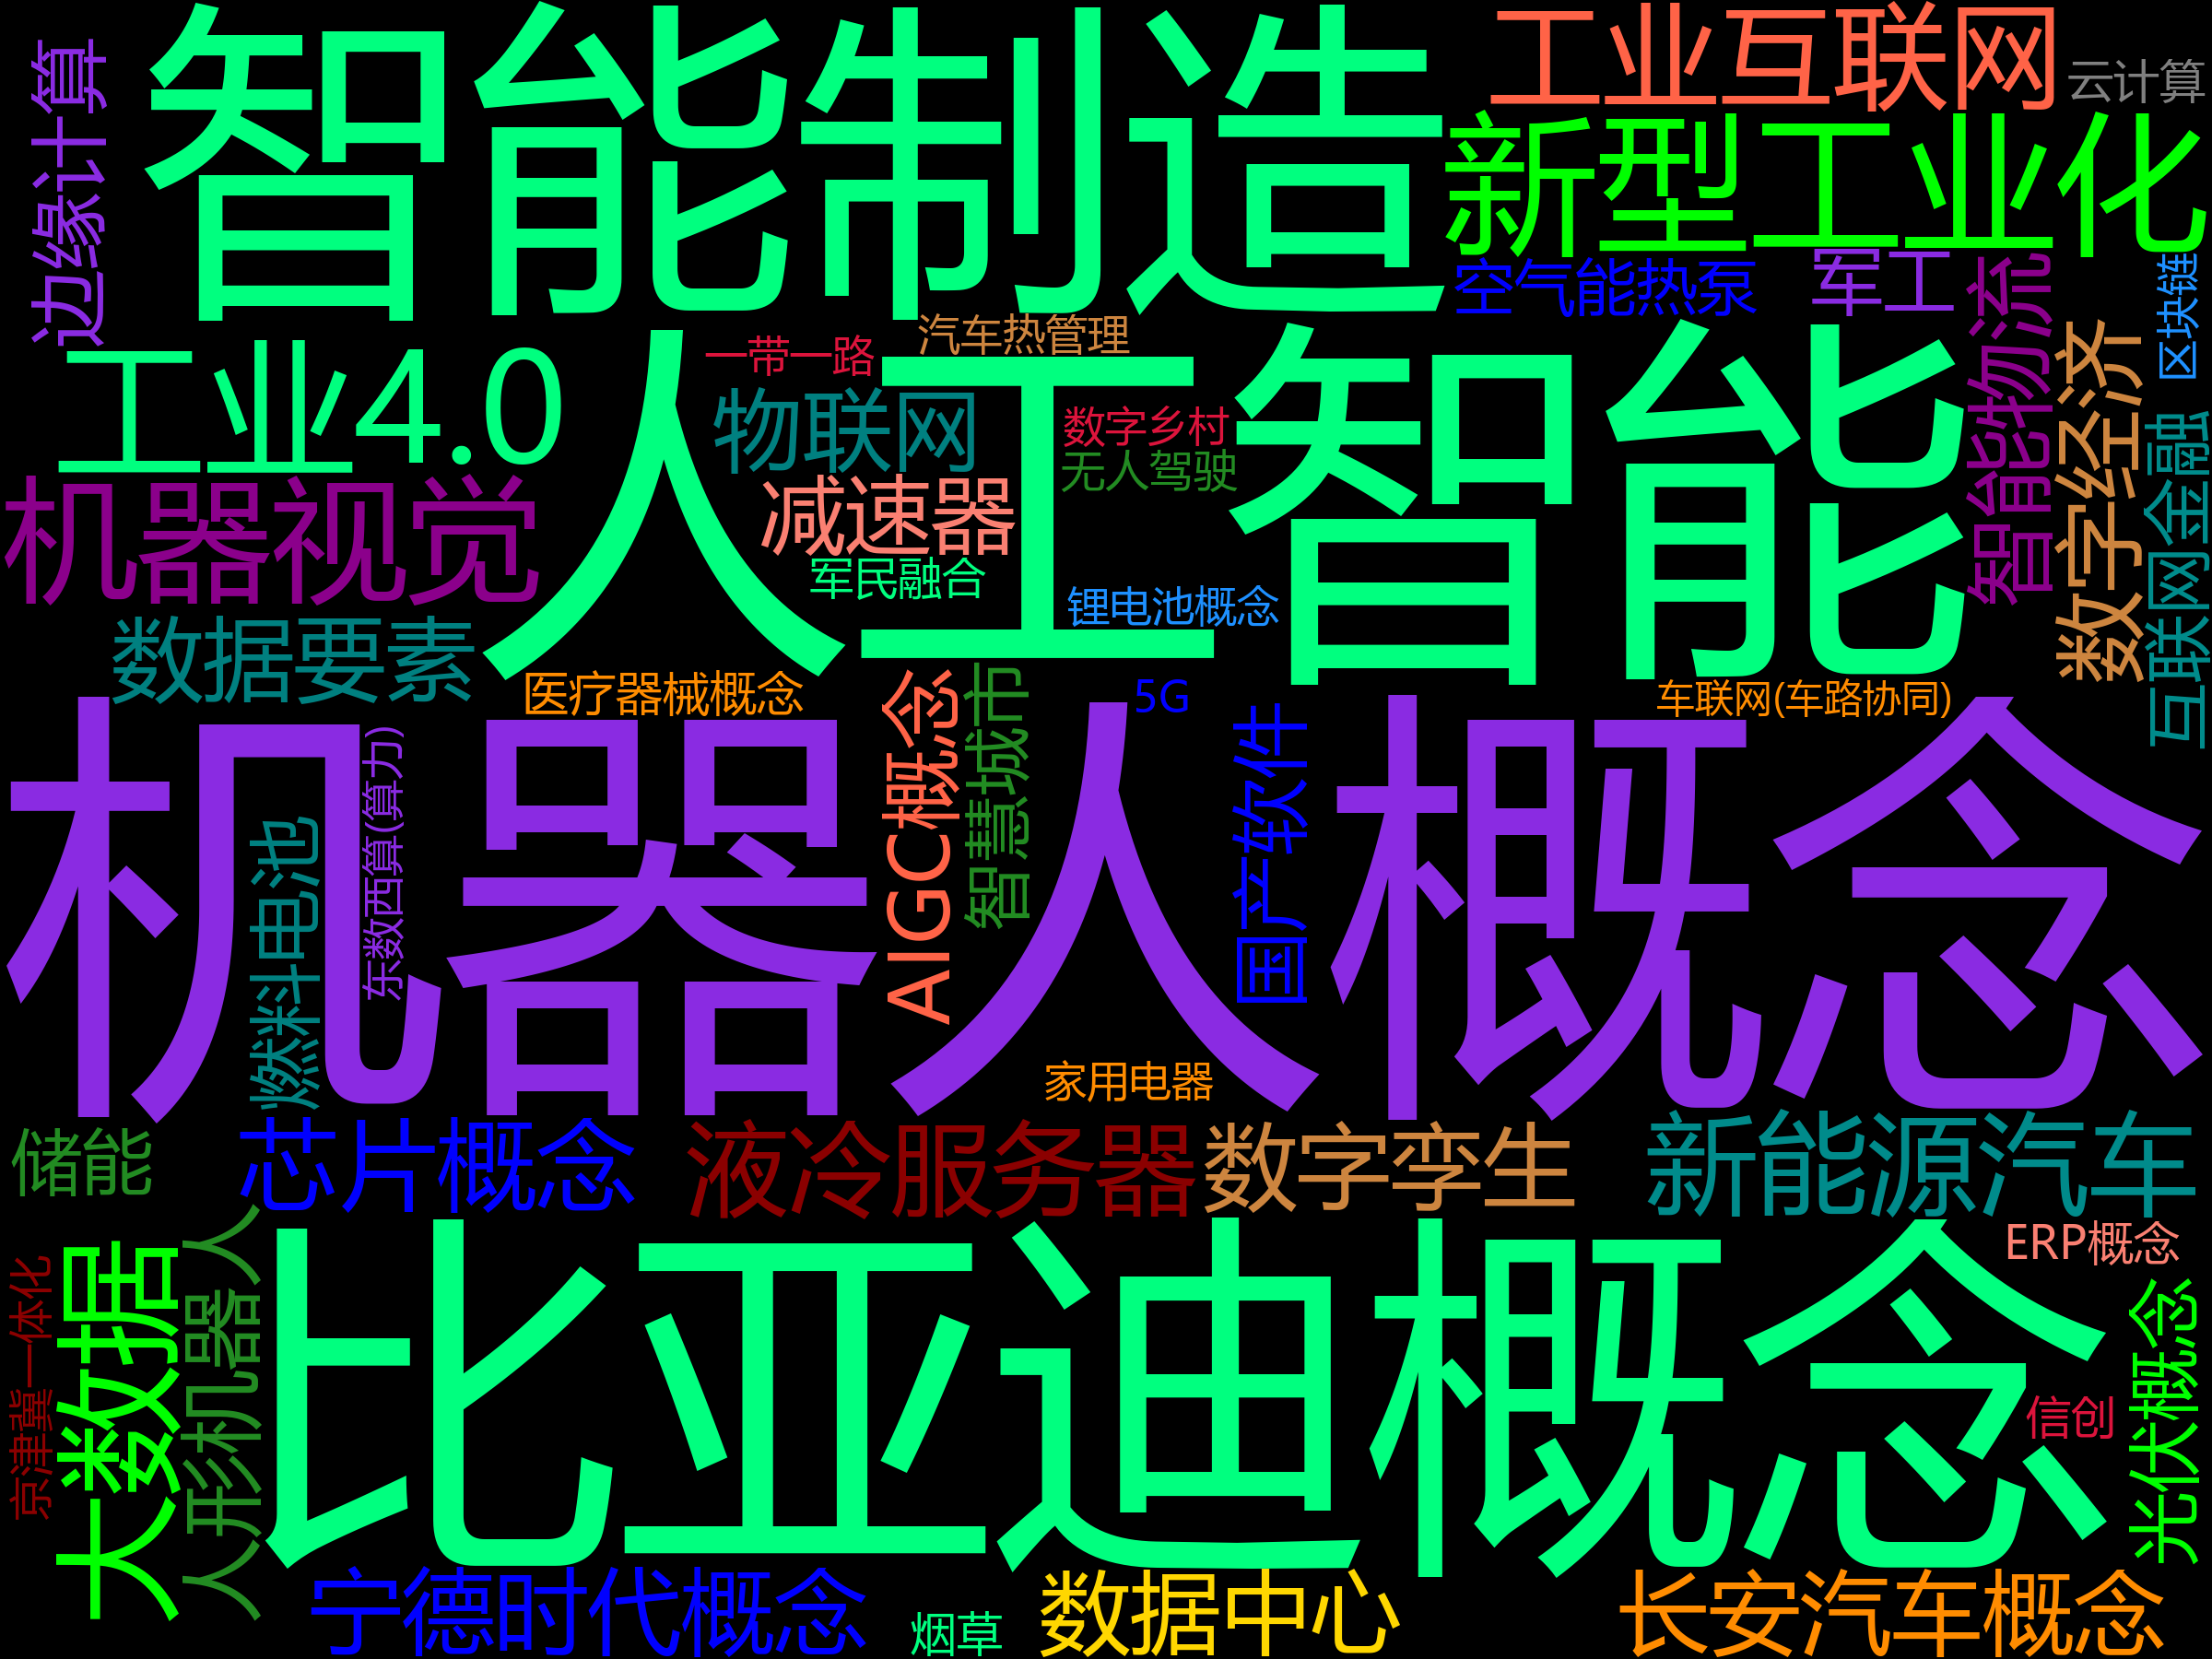 智能制造
工业互联网
云计算
边缘计算
新型工业化
空气能热泵
军工
智能物流
区块链
汽车热管理
一带一路
工业4.0
人工智能
数字经济
物联网
数字乡村
无人驾驶
互联网金融
机器视觉
减速器
军民融合
锂电池概念
数据要素
医疗器械概念
5G
车联网(车路协同)
机器人概念
东数西算(算力)
AIGC概念
智慧城市
国产软件
燃料电池
家用电器
储能
芯片概念
液冷服务器
数字孪生
新能源汽车
ERP概念
京津冀一体化
大数据
人形机器人
比亚迪概念
信创
光伏概念
宁德时代概念
烟草
数据中心
长安汽车概念